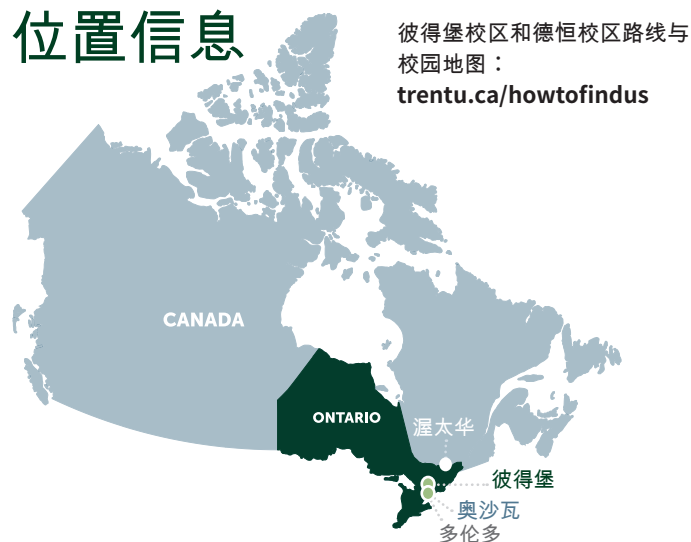 位置信息
彼得堡校区和德恒校区路线与
校园地图：
trentu.ca/howtofindus
CANADA
ONTARIO
渥太华
彼得堡
奥沙瓦
多伦多